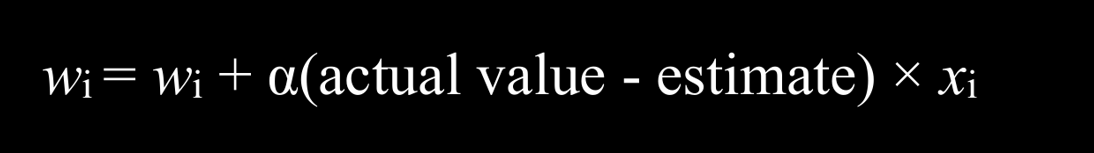 wᵢ = wᵢ + α(actual value - estimate) × xᵢ